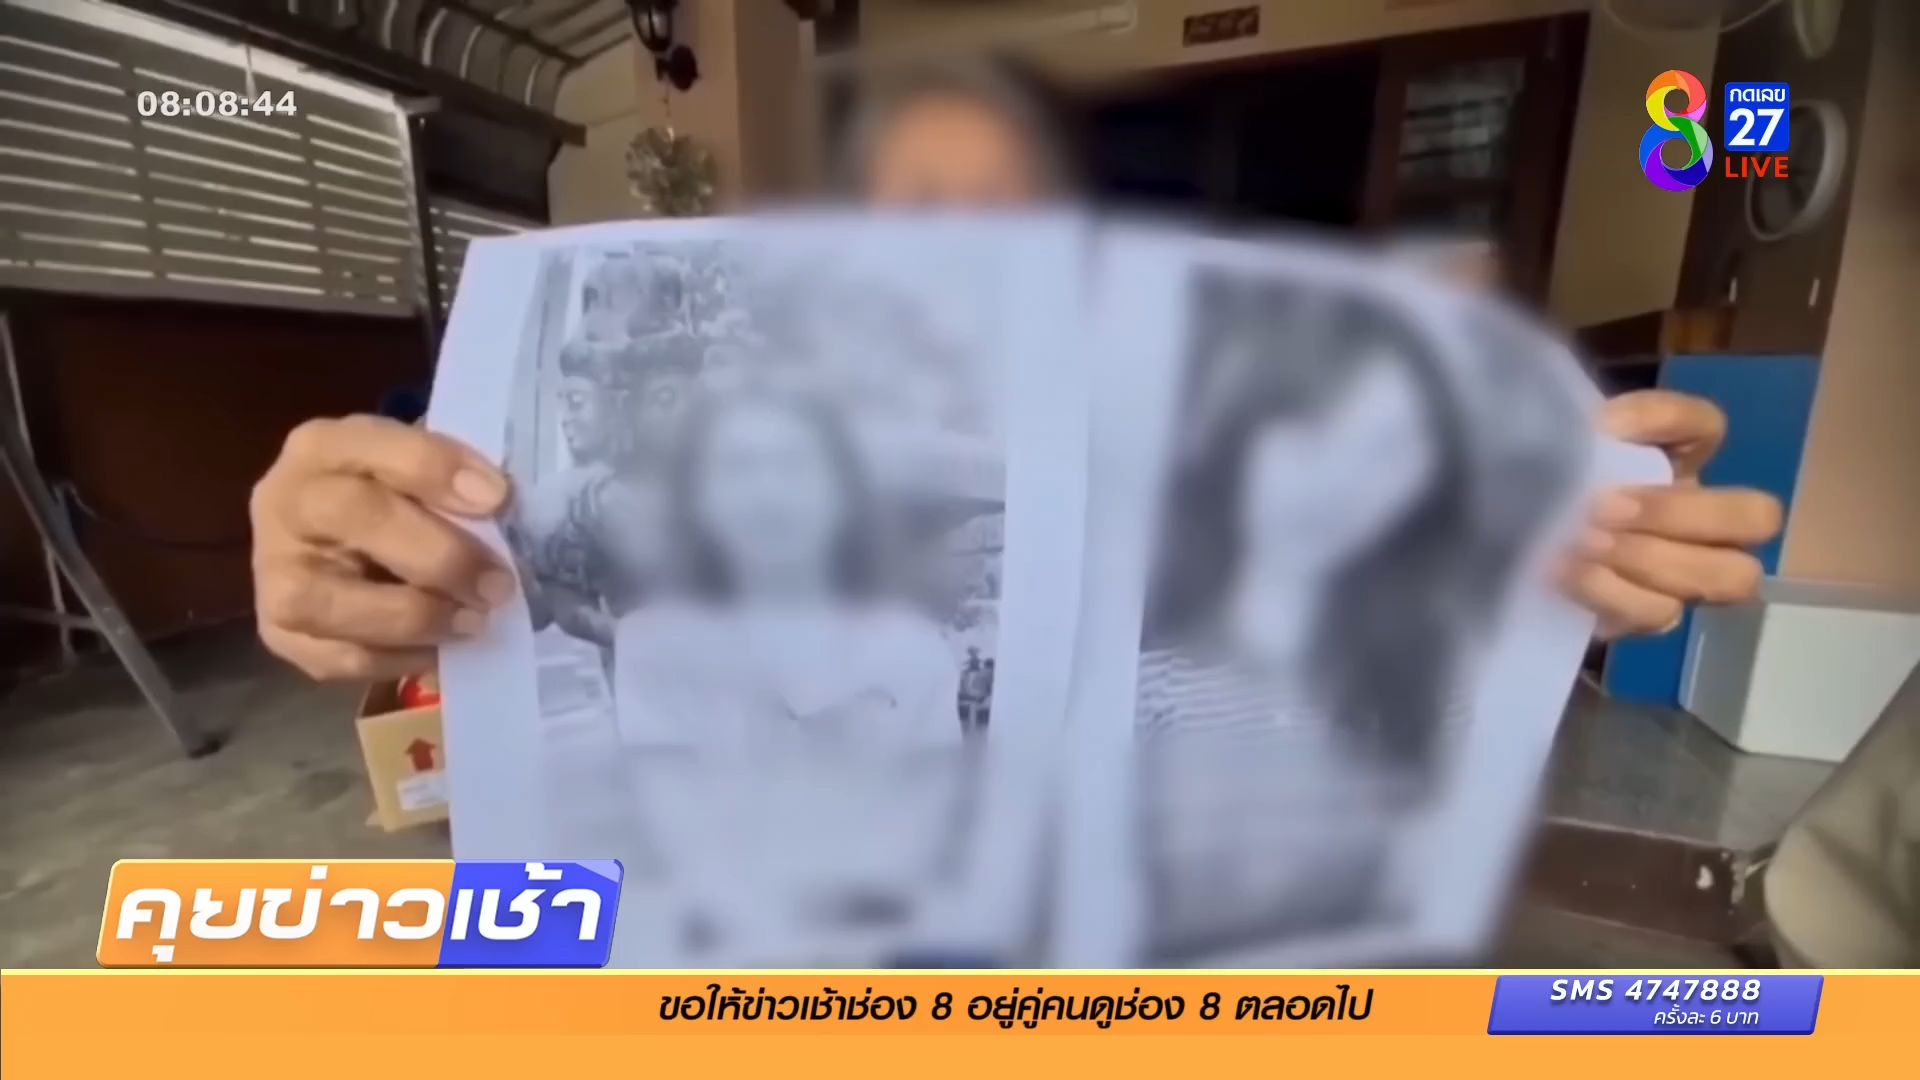 08:08:44
8
กดเลข
27
LIVE
คุยข่าวเช้า
ขอให้ข่าวเช้าช่อง 8 อยู่คู่คนดูช่อง 8 ตลอดไป
SMS 4747888
ครั้งละ 6 บาท